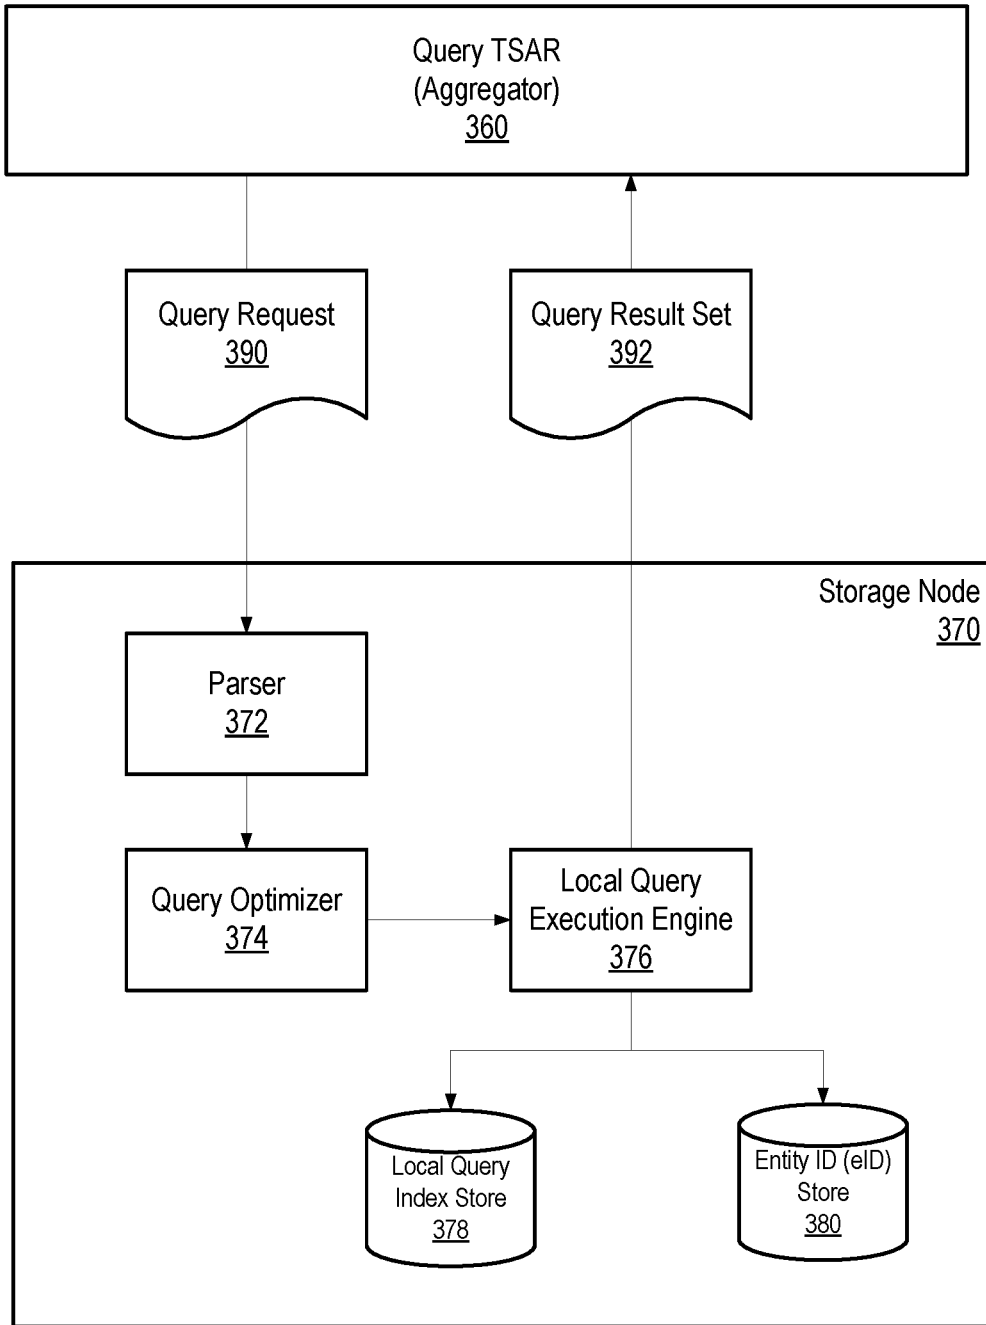 Query TSAR
(Aggregator)
360
Query Request
390
Query Result Set
392
Storage Node
370
Parser
372
Query Optimizer
374
Local Query
Execution Engine
376
Local Query
Index Store
378
Entity ID (eID)
Store
380